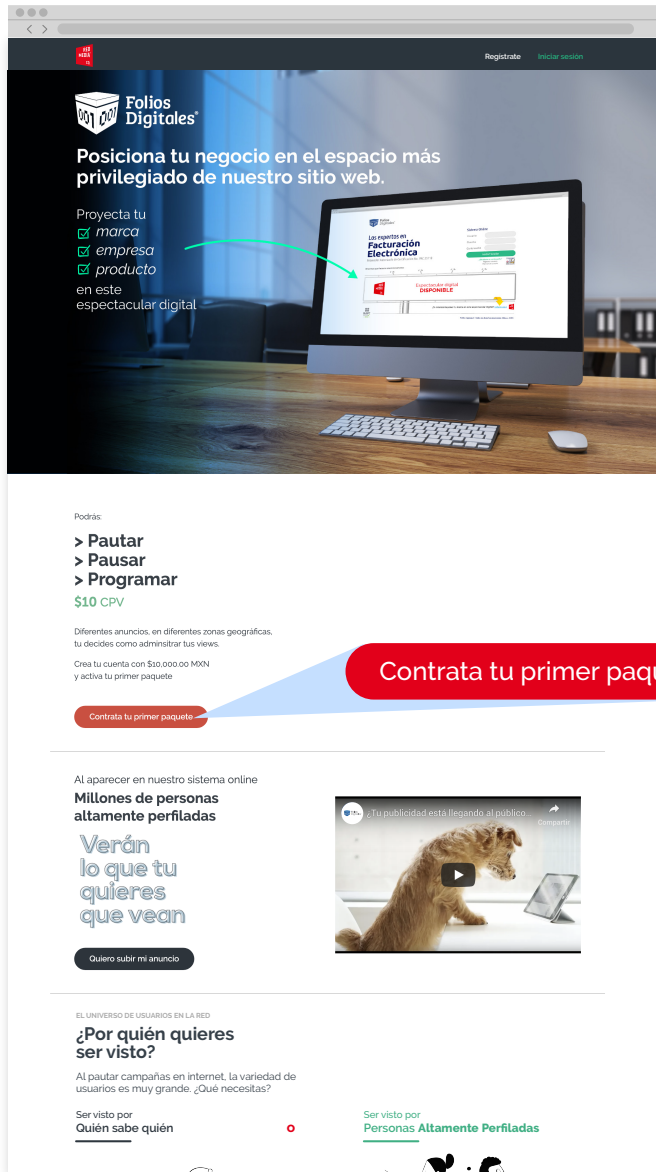 RED
MEDIA
Regístrate
Iniciar sesión
Folios
Digitales®
Posiciona tu negocio en el espacio más
privilegiado de nuestro sitio web.
Proyecta tu
marca
empresa
producto
en este
espectacular digital
Folios
Digitales
Los expertos en
Facturación
Electrónica
Espectacular digital
DISPONIBLE
Podrás:
> Pautar
> Pausar
> Programar
$10 CPV
Diferentes anuncios, en diferentes zonas geográficas,
tu decides como adminsitrar tus views.
Crea tu cuenta con $10,000.00 MXN
y activa tu primer paquete
Contrata tu primer paqu
Contrata tu primer paquete
Al aparecer en nuestro sistema online
Millones de personas
altamente perfiladas
Verán
lo que tu
quieres
que vean
¿Tu publicidad está llegando al público...
Compartir
Quiero subir mi anuncio
EL UNIVERSO DE USUARIOS EN LA RED
¿Por quién quieres
ser visto?
Al pautar campañas en internet, la variedad de
usuarios es muy grande. ¿Qué necesitas?
Ser visto por
Quién sabe quién
o
Ser visto por
Personas Altamente Perfiladas